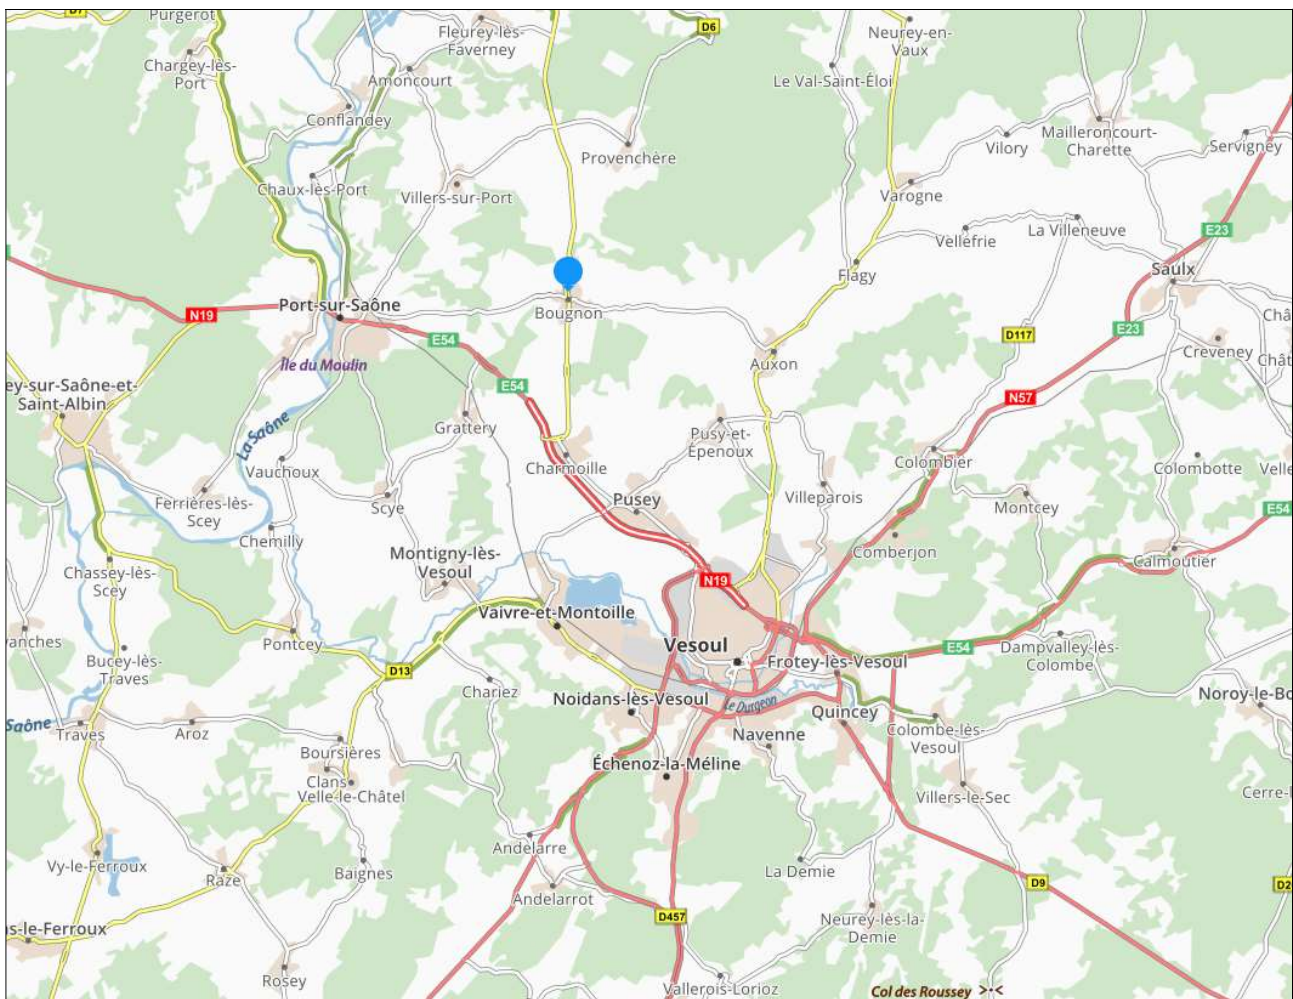 D7
Purgerot
Fleurey-lès-
Faverney
D6
Neurey-en-
Vaux
Chargey-lès-
Port
Amoncourt
Le Val-Saint-Éloi
Conflandey
Mailleroncourt-
Charette
Vilory
Servigney
Provenchère
Chaux-lès-Port
Villers-sur-Port
Varogne
La Villeneuve
E23
Vellefrie
Flagy
Saulx
Port-sur-Saône
N19
Bougnon
E54
D117
E23
Creveney
Île du Moulin
Auxon
E54
N57
ey-sur-Saône-et-
Saint-Albin
La Saône
Grattery
Pusy-et-
Épenoux
Charmoille
Colombier
Colombotte
Vauchoux
Ferrières-lès-
Scey
Scye
Pusey
Villeparois
Montcey
E54
Chemilly
Montigny-lès-
Vesoul
Comberjon
Calmoutier
Chassey-lès-
Scey
N19
Vaivre-et-Montoille
Pontcey
Vesoul
Frotey-lès-Vesoul
E54
Dampvalley-lès-
Colombe
Bucey-lès-
Traves
D13
Chariez
Noidans-lès-Vesoul
Le Durgeon
Quincey
Noroy-le-Bo
Saône
Traves
Aroz
Navenne
Colombe-lès-
Vesoul
Boursières
Échenoz-la-Méline
Clans
Velle-le-Châtel
Villers-le-Sec
Andelarre
Vy-le-Ferroux
Raze
Baignes
La Demie
Andelarrot
D9
D457
Neurey-lès-la-
Demie
s-le-Ferroux
Rosey
Vallerois-Lorioz
Col des Roussey